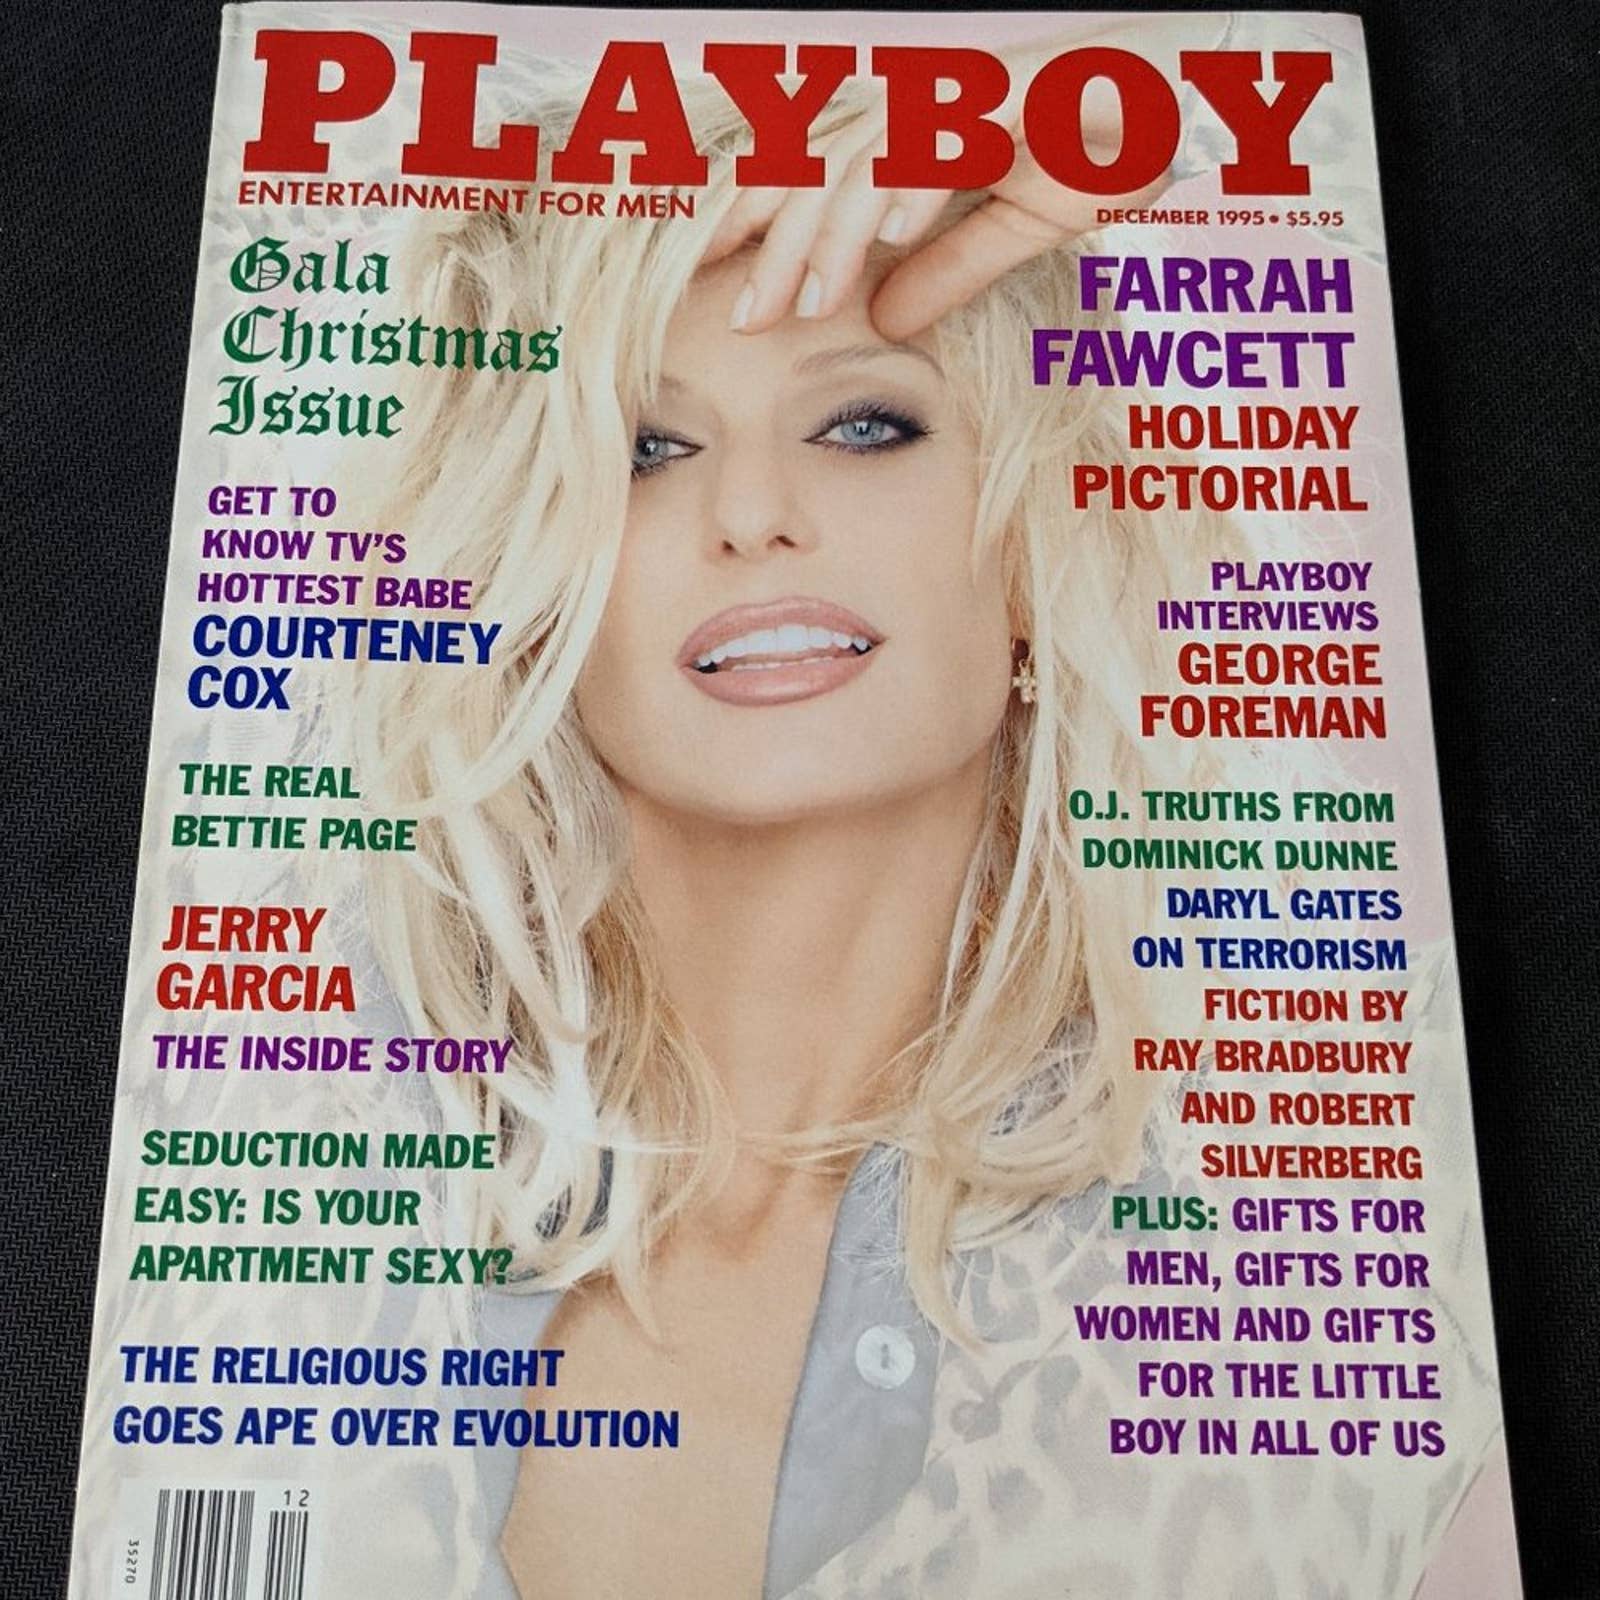 PLAYBOY
ENTERTAINMENT FOR MEN
DECEMBER 1995 • $5.95
Gala
Christmas
Issue
GET TO
KNOW TV'S
HOTTEST BABE
COURTENEY
COX
THE REAL
BETTIE PAGE
JERRY
GARCIA
THE INSIDE STORY
SEDUCTION MADE
EASY: IS YOUR
APARTMENT SEXY?
THE RELIGIOUS RIGHT
GOES APE OVER EVOLUTION
FARRAH
FAWCETT
HOLIDAY
PICTORIAL
PLAYBOY
INTERVIEWS
GEORGE
FOREMAN
O.J. TRUTHS FROM
DOMINICK DUNNE
DARYL GATES
ON TERRORISM
FICTION BY
RAY BRADBURY
AND ROBERT
SILVERBERG
PLUS: GIFTS FOR
MEN, GIFTS FOR
WOMEN AND GIFTS
FOR THE LITTLE
BOY IN ALL OF US
12
35270